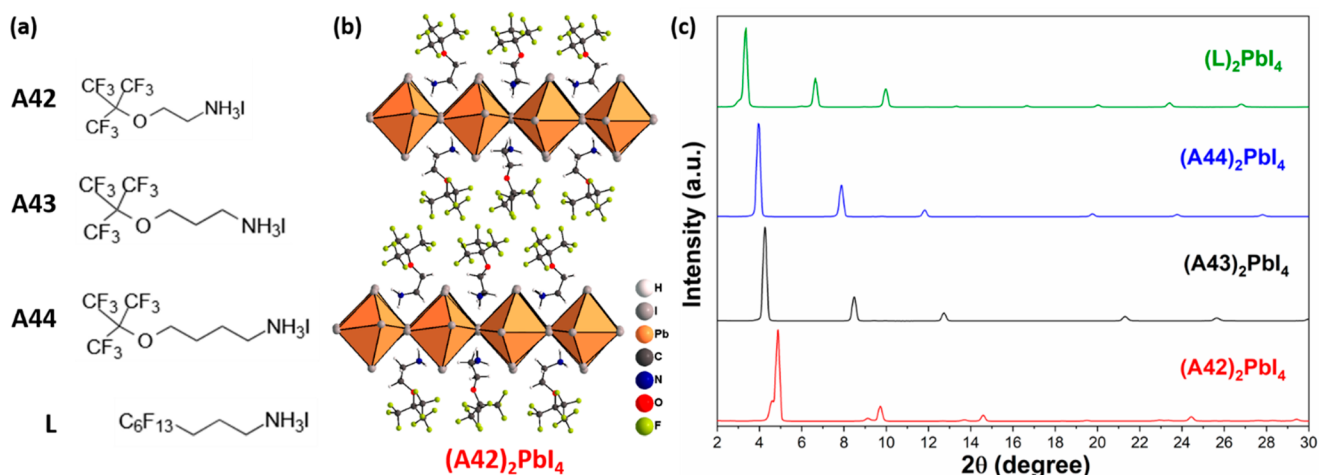 (a)
A42
CF₃ CF₃
CF₃ O NH₃I
A43
CF₃ CF₃
CF₃ O NH₃I
A44
CF₃ CF₃
CF₃ O NH₃I
L
C₆F₁₃ NH₃I
(b)
H
I
Pb
C
N
O
F
(A42)₂PbI₄
(c)
Intensity (a.u.)
(L)₂PbI₄
(A44)₂PbI₄
(A43)₂PbI₄
(A42)₂PbI₄
2 4 6 8 10 12 14 16 18 20 22 24 26 28 30
2θ (degree)